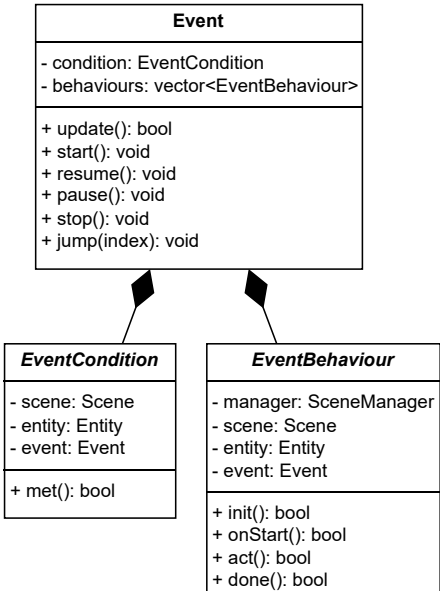 Event
- condition: EventCondition
- behaviours: vector<EventBehaviour>
+ update(): bool
+ start(): void
+ resume(): void
+ pause(): void
+ stop(): void
+ jump(index): void
EventCondition
- scene: Scene
- entity: Entity
- event: Event
+ met(): bool
EventBehaviour
- manager: SceneManager
- scene: Scene
- entity: Entity
- event: Event
+ init(): bool
+ onStart(): bool
+ act(): bool
+ done(): bool